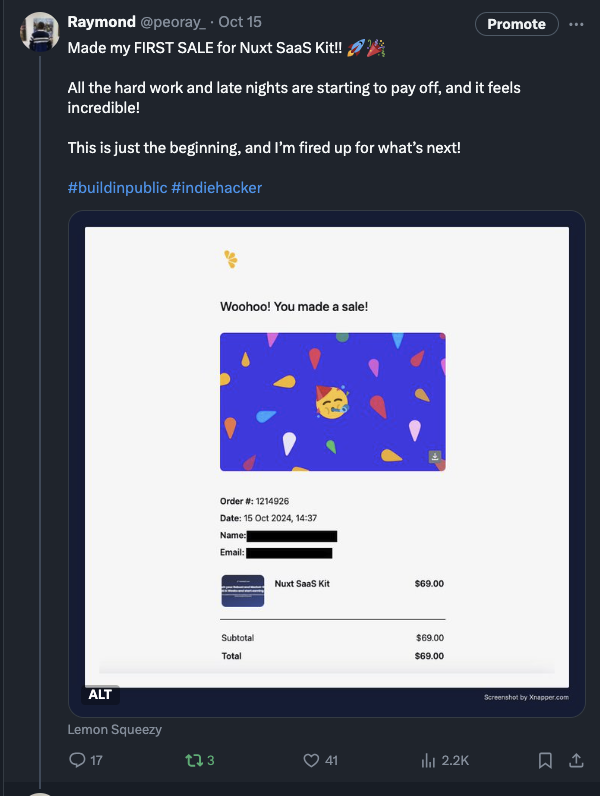 Raymond @peoray_ · Oct 15
Promote
Made my FIRST SALE for Nuxt SaaS Kit!! 🚀🎉
All the hard work and late nights are starting to pay off, and it feels
incredible!
This is just the beginning, and I’m fired up for what’s next!
#buildinpublic #indiehacker
Woohoo! You made a sale!
Order #: 1214926
Date: 15 Oct 2024, 14:37
Name:
Email:
Nuxt SaaS Kit $69.00
Subtotal $69.00
Total $69.00
ALT
Screenshot by Xnapper.com
Lemon Squeezy
17 3 41 2.2K